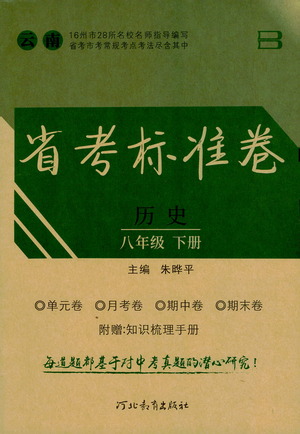 云南
16州市28所名校名师指导编写
省考市考常规考点考法尽含其中
B
省考标准卷
历史
八年级 下册
主编 朱晔平
◎单元卷 ◎月考卷 ◎期中卷 ◎期末卷
附赠:知识梳理手册
每道题都基于对中考真题的潜心研究!
河北教育出版社